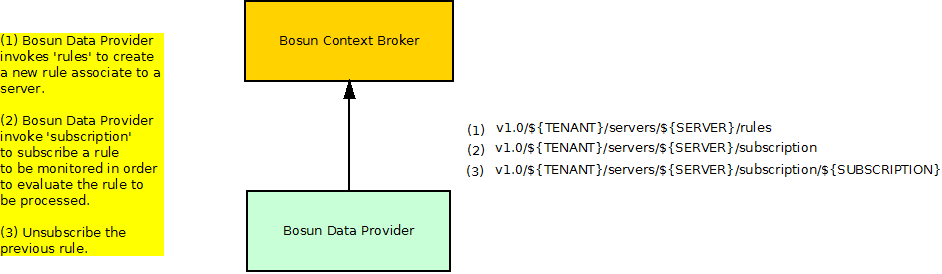 (1) Bosun Data Provider
invokes 'rules' to create
a new rule associate to a
server.
(2) Bosun Data Provider
invoke 'subscription'
to subscribe a rule
to be monitored in order
to evaluate the rule to
be processed.
(3) Unsubscribe the
previous rule.
Bosun Context Broker
(1) v1.0/${TENANT}/servers/${SERVER}/rules
(2) v1.0/${TENANT}/servers/${SERVER}/subscription
(3) v1.0/${TENANT}/servers/${SERVER}/subscription/${SUBSCRIPTION}
Bosun Data Provider